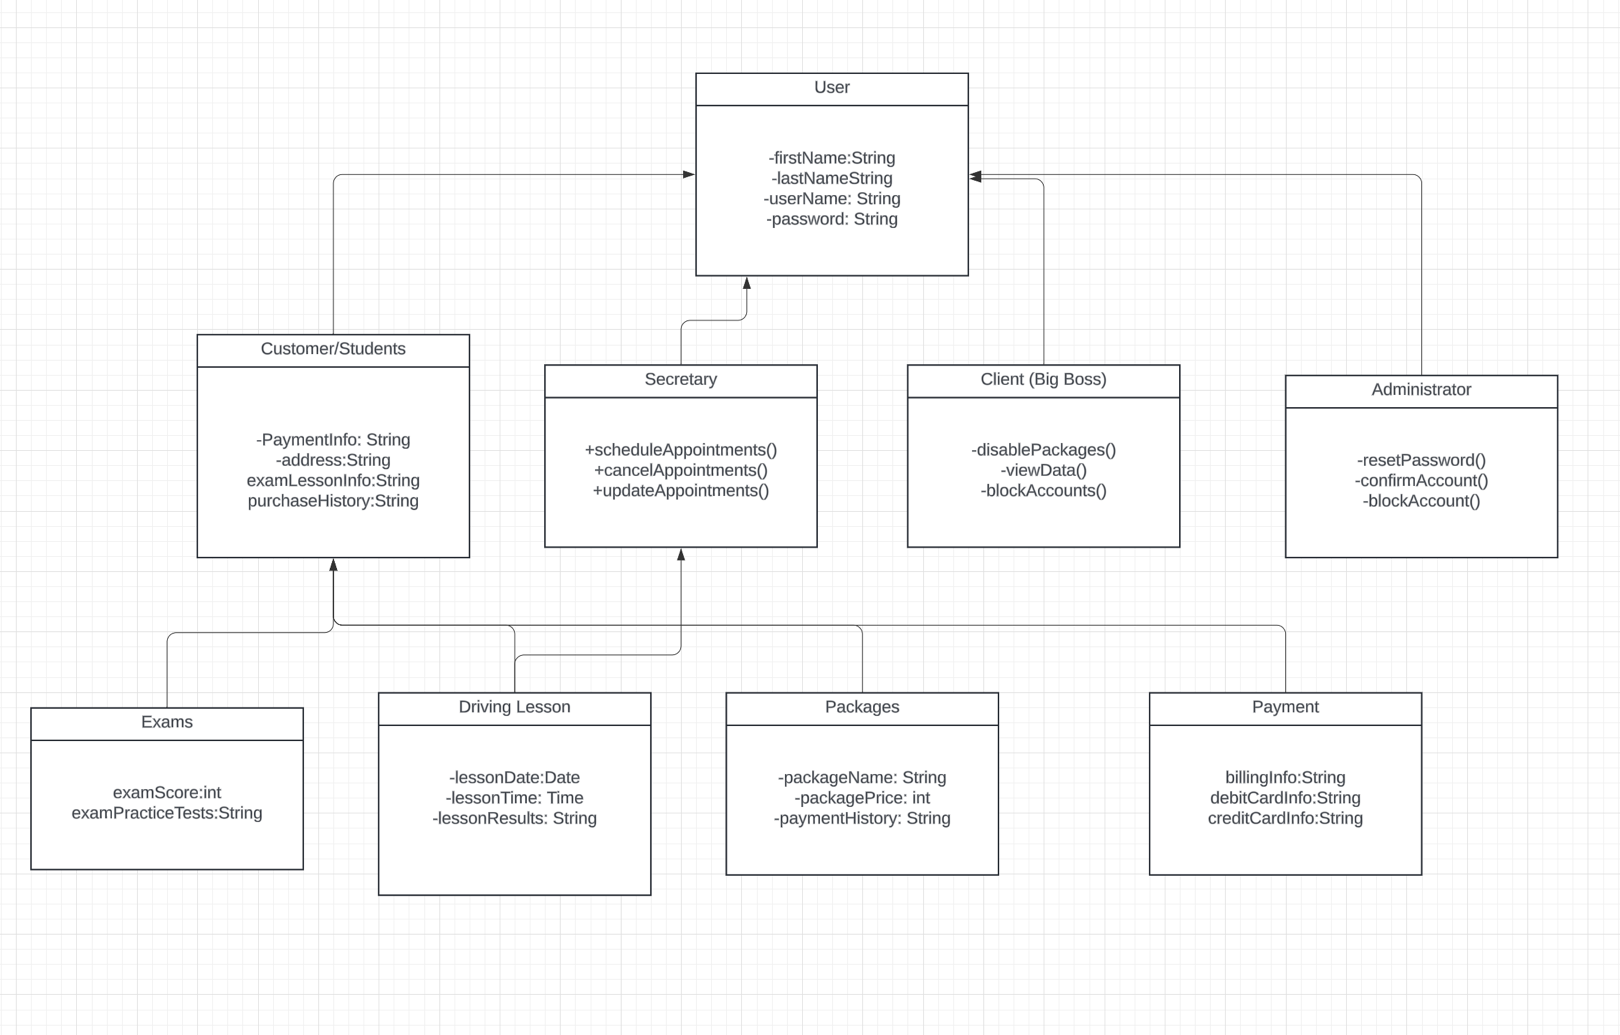 User
-firstName:String
-lastNameString
-userName: String
-password: String
Customer/Students
-PaymentInfo: String
-address:String
examLessonInfo:String
purchaseHistory:String
Secretary
+scheduleAppointments()
+cancelAppointments()
+updateAppointments()
Client (Big Boss)
-disablePackages()
-viewData()
-blockAccounts()
Administrator
-resetPassword()
-confirmAccount()
-blockAccount()
Exams
examScore:int
examPracticeTests:String
Driving Lesson
-lessonDate:Date
-lessonTime: Time
-lessonResults: String
Packages
-packageName: String
-packagePrice: int
-paymentHistory: String
Payment
billingInfo:String
debitCardInfo:String
creditCardInfo:String